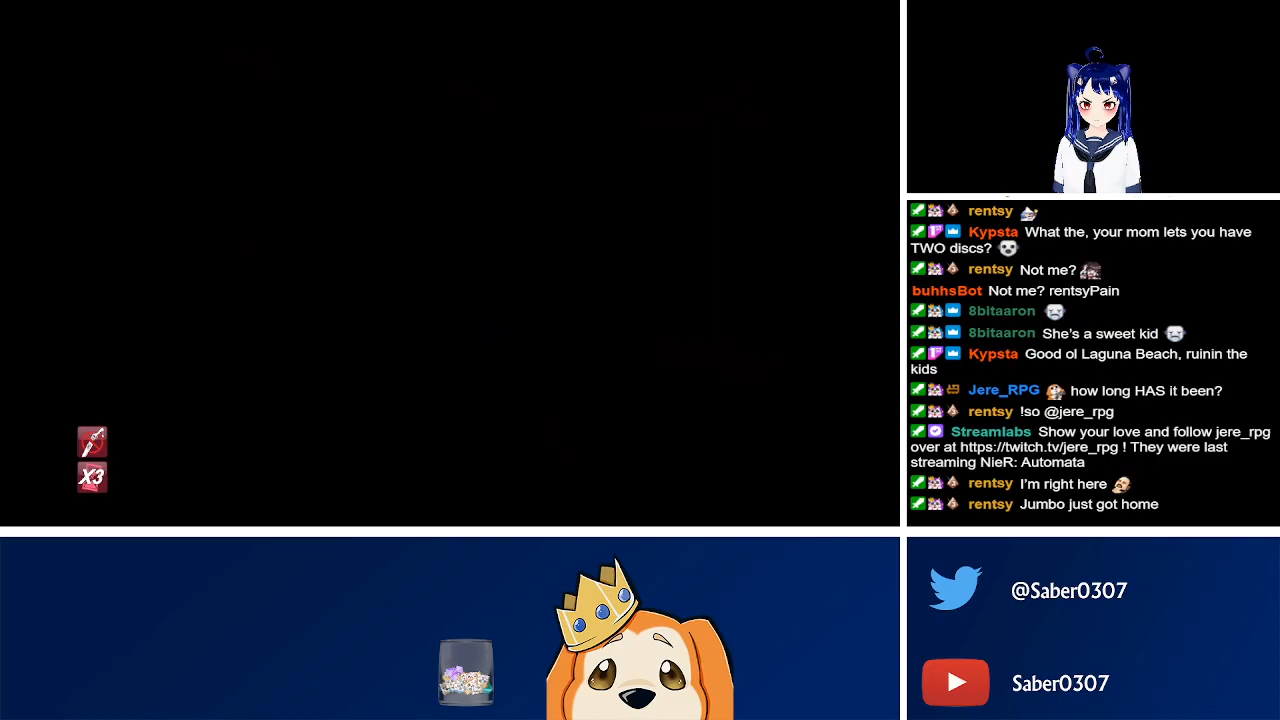 rentsy
Kypsta What the, your mom lets you have
TWO discs?
rentsy Not me?
buhhsBot Not me? rentsyPain
8bitaaron
8bitaaron She's a sweet kid
Kypsta Good ol Laguna Beach, ruinin the
kids
Jere_RPG how long HAS it been?
rentsy !so @jere_rpg
Streamlabs Show your love and follow jere_rpg
over at https://twitch.tv/jere_rpg ! They were last
streaming NieR: Automata
rentsy I'm right here
rentsy Jumbo just got home
X3
@Saber0307
Saber0307